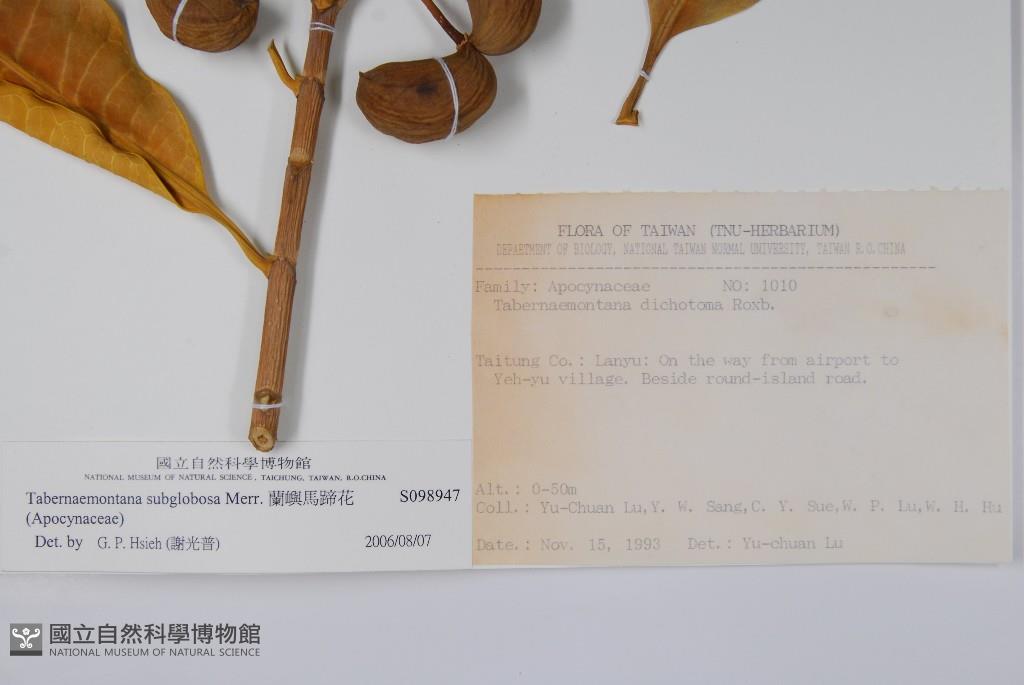 FLORA OF TAIWAN (TNU-HERBARIUM)
DEPARTMENT OF BIOLOGY, NATIONAL TAIWAN NORMAL UNIVERSITY, TAIWAN R.O.CHINA
Family: Apocynaceae NO: 1010
Tabernaemontana dichotoma Roxb.
Taitung Co.: Lanyu: On the way from airport to
Yeh-yu village. Beside round-island road.
Alt.: 0-50m
Coll.: Yu-Chuan Lu,Y. W. Sang,C. Y. Sue,W. P. Lu,W. H. Hu
Date.: Nov. 15, 1993 Det.: Yu-chuan Lu
國立自然科學博物館
NATIONAL MUSEUM OF NATURAL SCIENCE, TAICHUNG, TAIWAN, R.O.CHINA
Tabernaemontana subglobosa Merr. 蘭嶼馬蹄花 S098947
(Apocynaceae)
Det. by G. P. Hsieh (謝光普) 2006/08/07
國立自然科學博物館
NATIONAL MUSEUM OF NATURAL SCIENCE